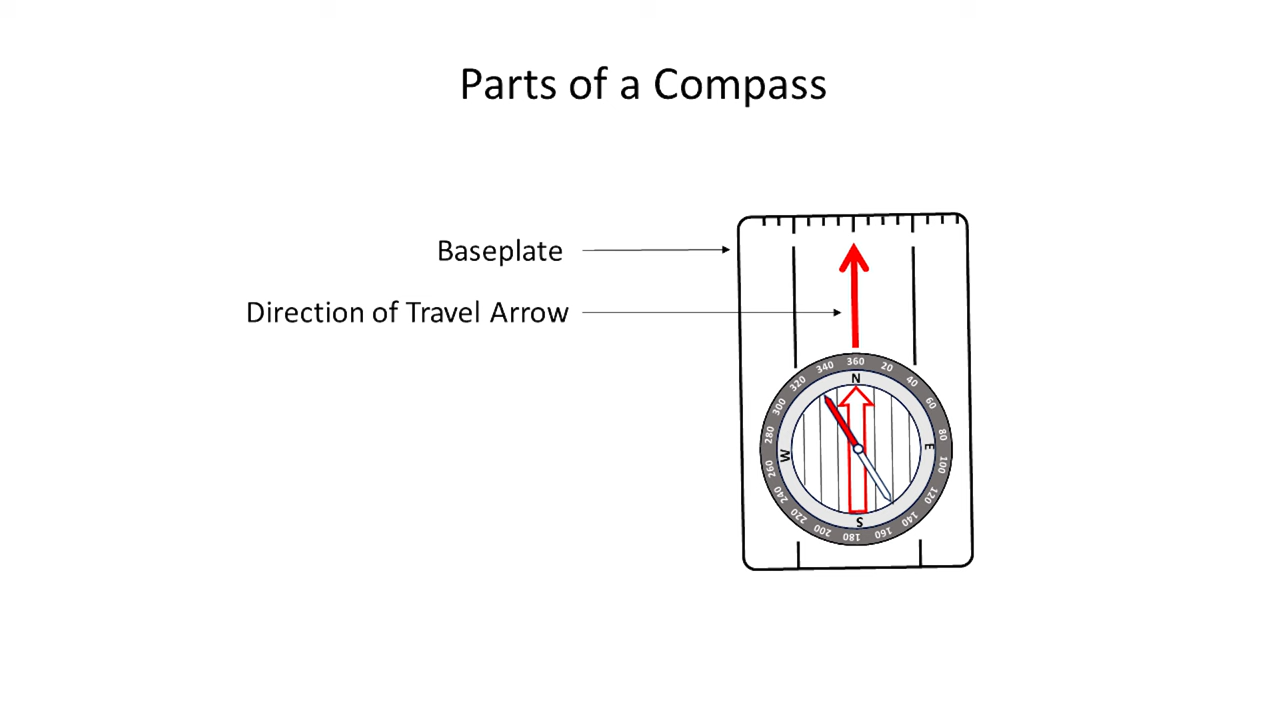 Parts of a Compass
Baseplate
Direction of Travel Arrow
340 360 20
320 N 40
300 60
280 80
W E
260 100
240 120
220 S 140
200 180 160